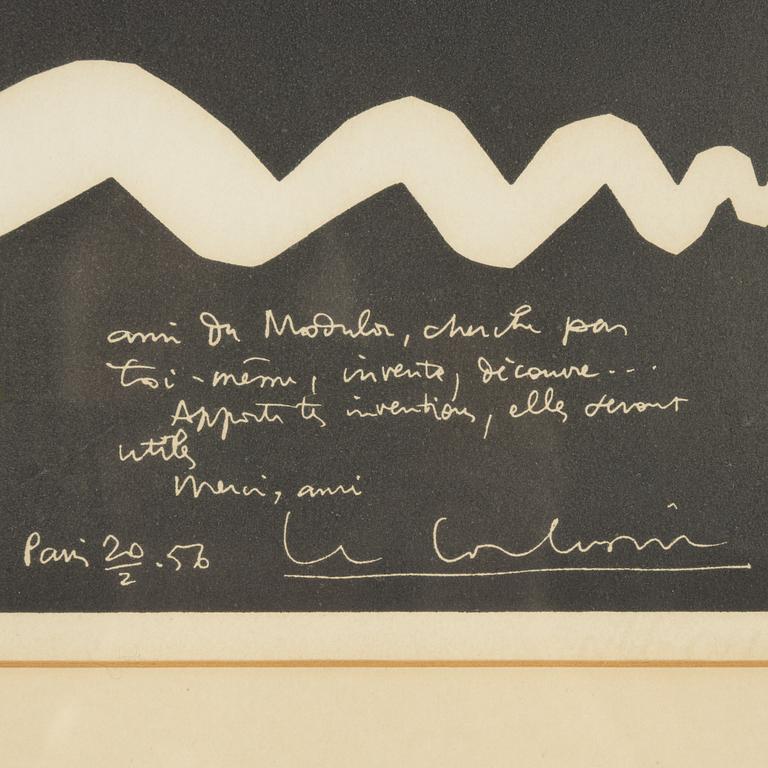 ami du Modulor, cherche par
toi-même, invente, découvre...
Apporte tes inventions, elles seront
utiles
Merci, ami
Paris 20/2.56 Le Corbusier